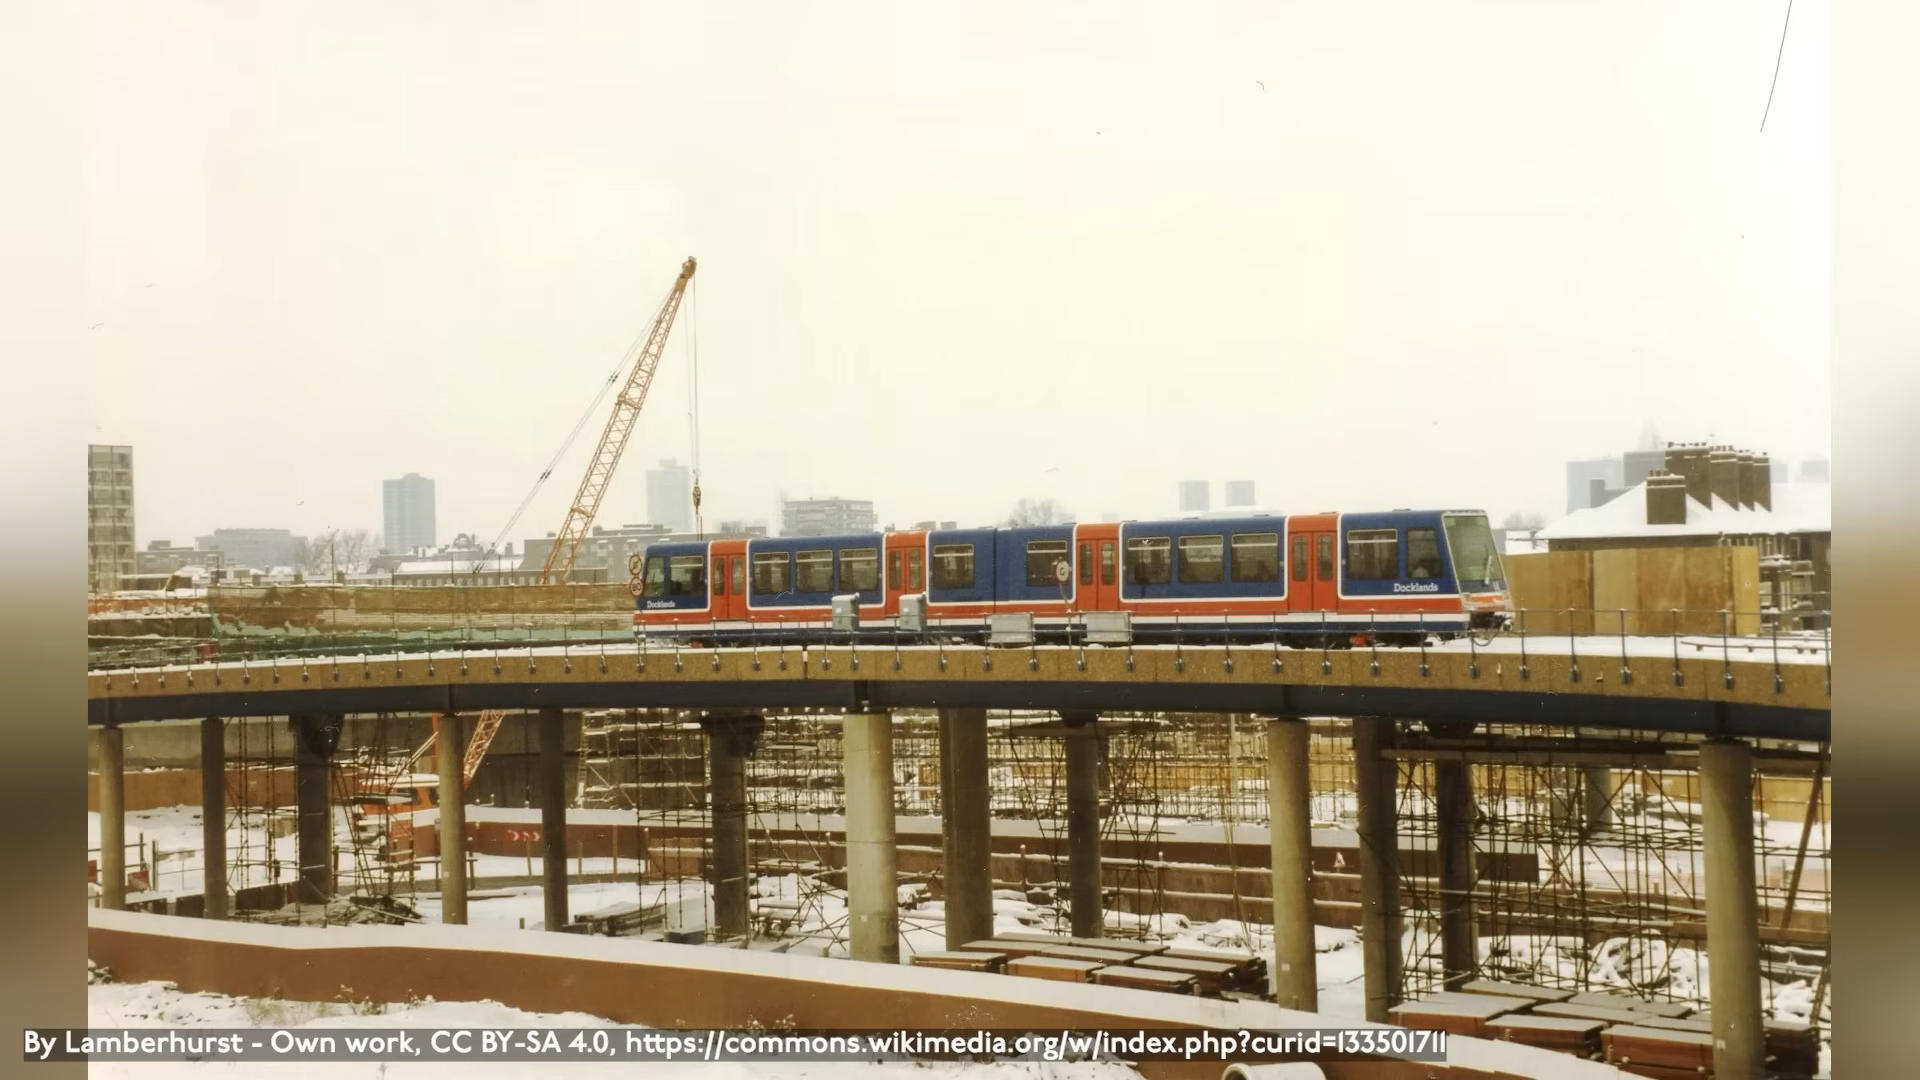 Docklands
Docklands
By Lamberhurst - Own work, CC BY-SA 4.0, https://commons.wikimedia.org/w/index.php?curid=133501711